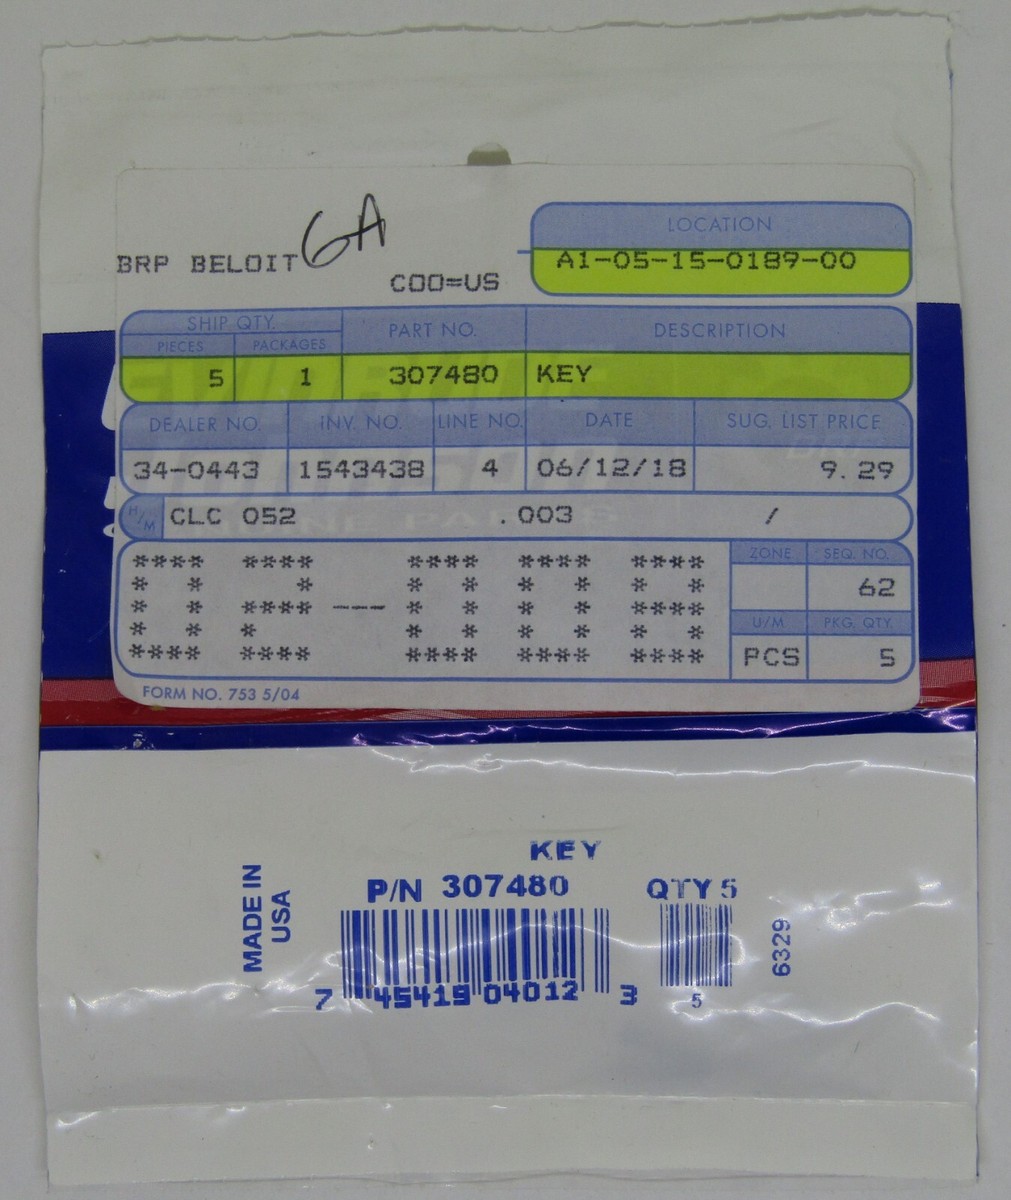 6A
BRP BELOIT
COO=US
LOCATION
A1-05-15-0189-00
SHIP QTY.
PIECES PACKAGES
PART NO.
DESCRIPTION
5 1 307480 KEY
DEALER NO. INV. NO. LINE NO. DATE SUG. LIST PRICE
34-0443 1543438 4 06/12/18 9.29
H/M CLC 052 .003 /
ZONE SEQ. NO.
62
02-008
U/M PKG. QTY.
PCS 5
FORM NO. 753 5/04
KEY
P/N 307480 QTY 5
MADE IN
USA
6329
7 45419 04012 3 5